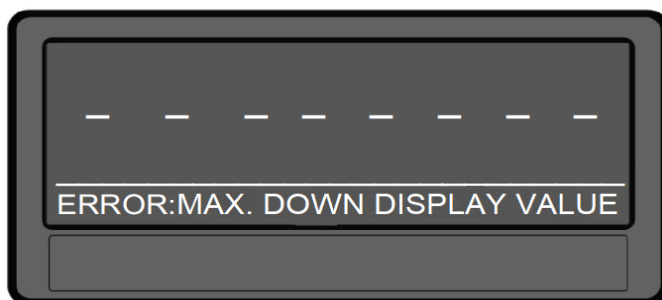 - - - - - - - -
ERROR:MAX. DOWN DISPLAY VALUE